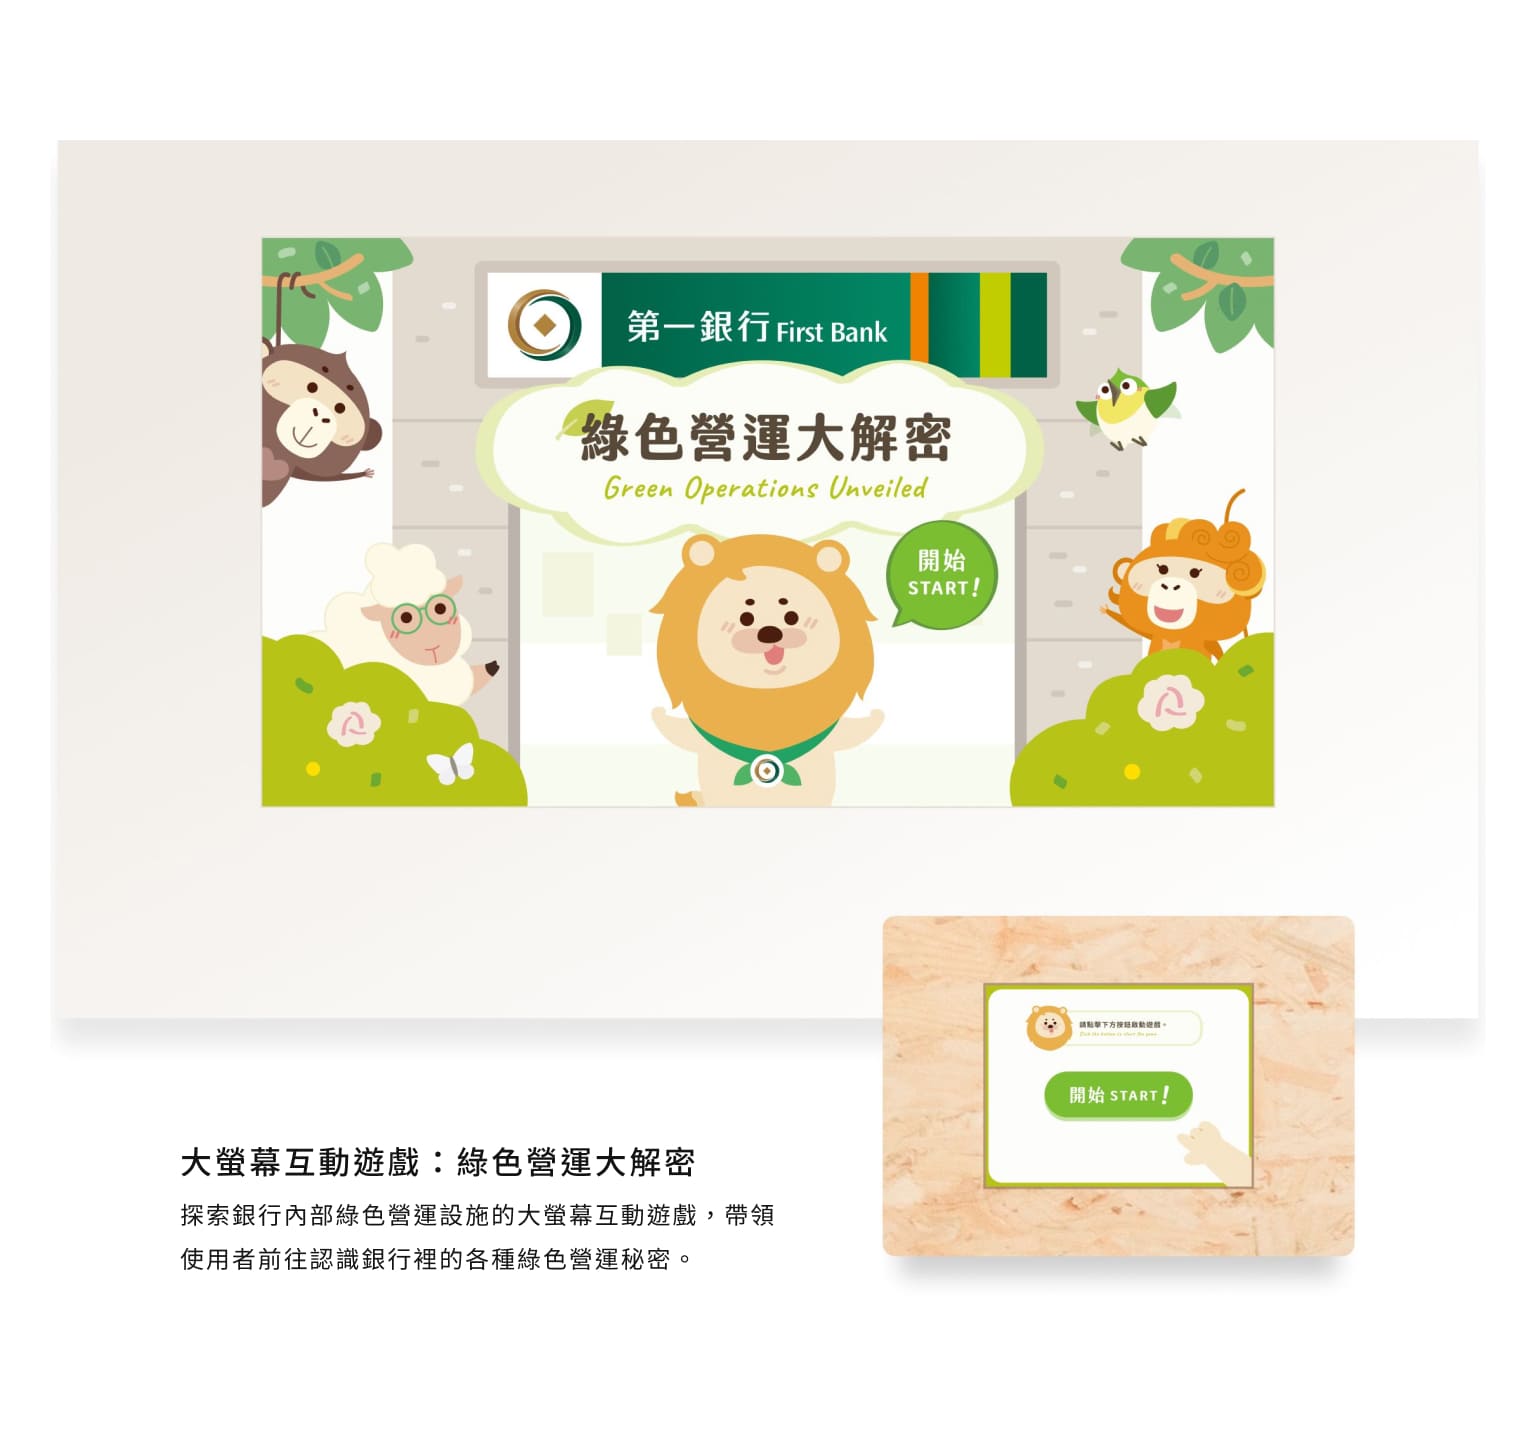 第一銀行 First Bank
綠色營運大解密
Green Operations Unveiled
開始
START!
請點擊下方按鈕啟動遊戲。
Click the button to start the game.
開始 START!
大螢幕互動遊戲：綠色營運大解密
探索銀行內部綠色營運設施的大螢幕互動遊戲，帶領
使用者前往認識銀行裡的各種綠色營運秘密。